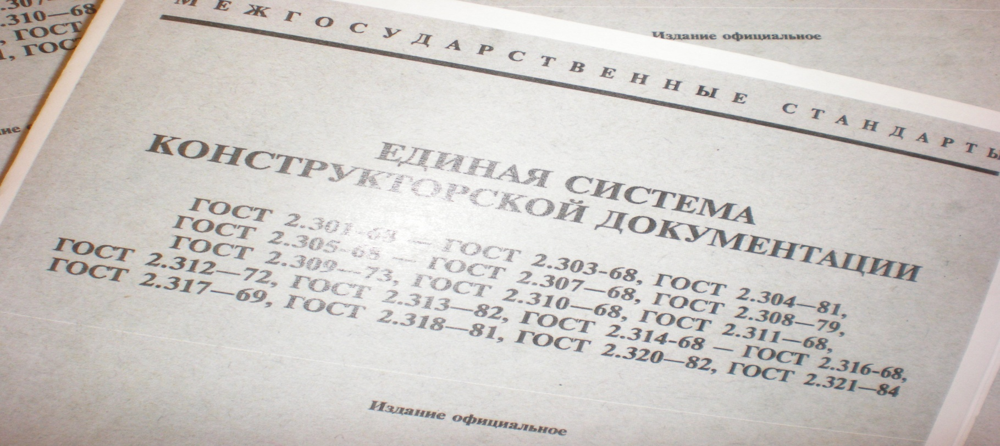 .307
.310—68
, ГОСТ
Издание официальное
МЕЖГОСУДАРСТВЕННЫЕ СТАНДАРТЫ
ЕДИНАЯ СИСТЕМА
КОНСТРУКТОРСКОЙ ДОКУМЕНТАЦИИ
ГОСТ 2.301-68 — ГОСТ 2.303-68, ГОСТ 2.304—81,
ГОСТ 2.305-68 — ГОСТ 2.307—68, ГОСТ 2.308—79,
ГОСТ 2.309—73, ГОСТ 2.310—68, ГОСТ 2.311—68,
ГОСТ 2.312—72, ГОСТ 2.313—82, ГОСТ 2.314-68 — ГОСТ 2.316-68,
ГОСТ 2.317—69, ГОСТ 2.318—81, ГОСТ 2.320—82, ГОСТ 2.321—84
Издание официальное